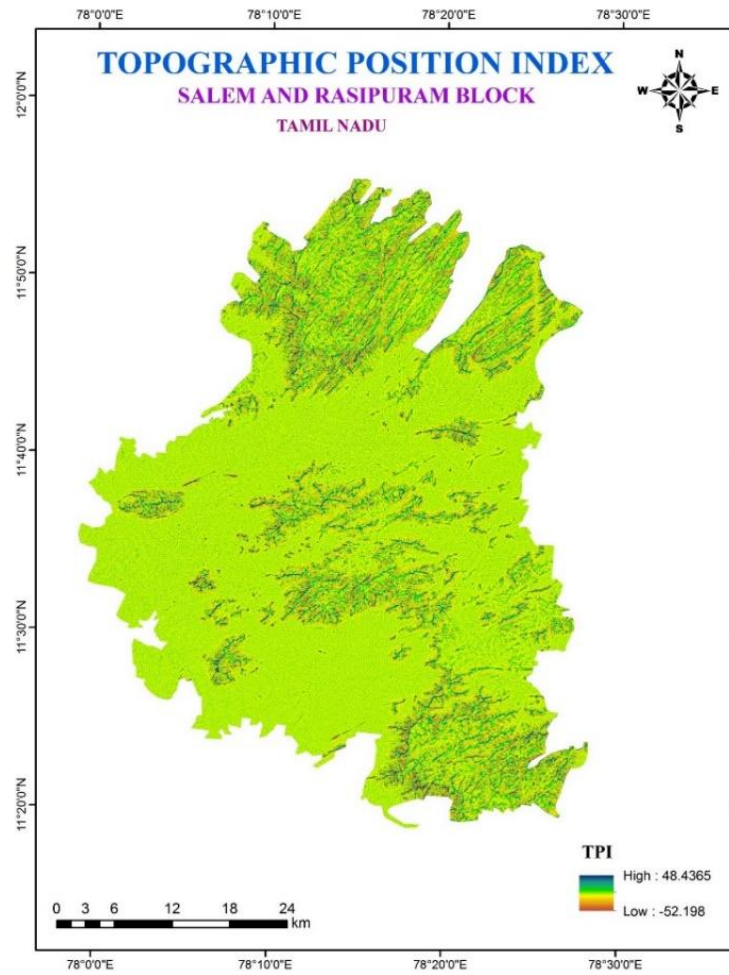 78°0'0"E 78°10'0"E 78°20'0"E 78°30'0"E
TOPOGRAPHIC POSITION INDEX
SALEM AND RASIPURAM BLOCK
TAMIL NADU
N
W E
S
12°0'0"N
11°50'0"N
11°40'0"N
11°30'0"N
11°20'0"N
TPI
High : 48.4365
Low : -52.198
0 3 6 12 18 24
km
78°0'0"E 78°10'0"E 78°20'0"E 78°30'0"E